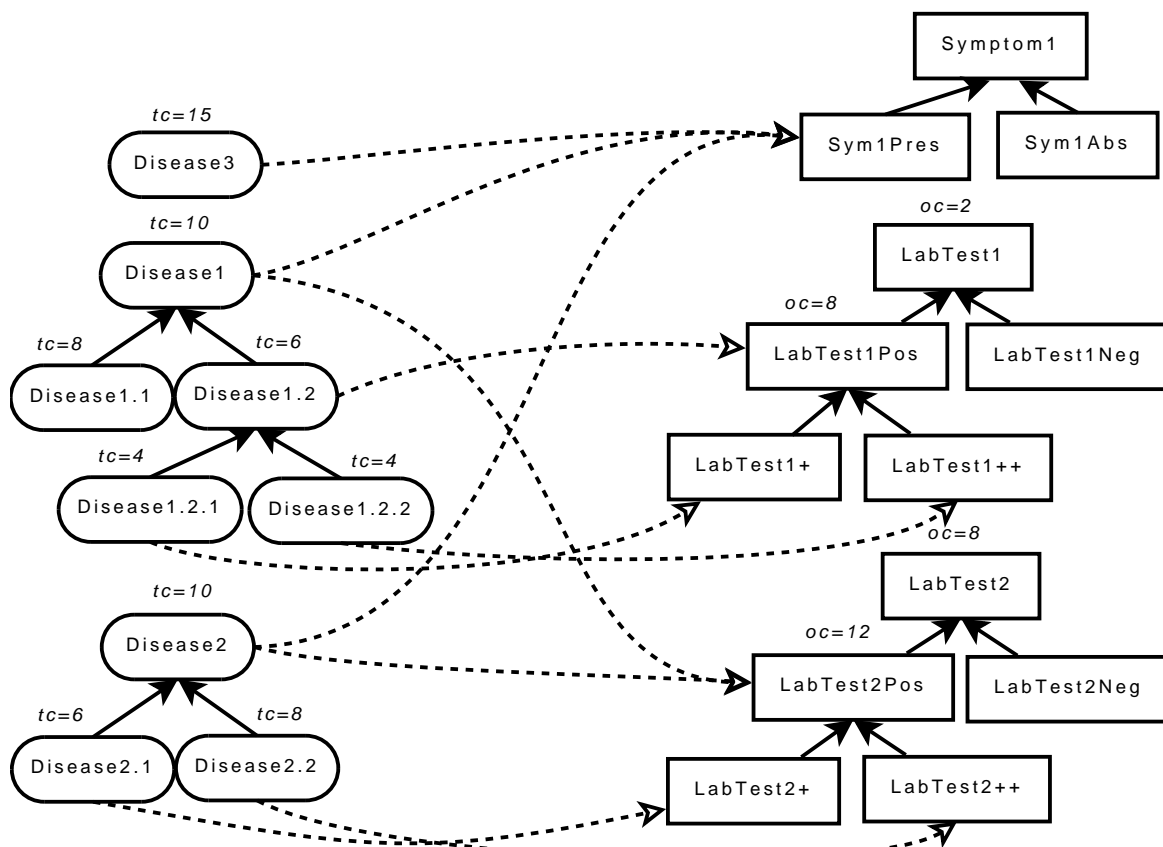 Symptom1
tc=15
Disease3
Sym1Pres
Sym1Abs
tc=10
Disease1
oc=2
LabTest1
tc=8
tc=6
oc=8
LabTest1Pos
LabTest1Neg
Disease1.1
Disease1.2
tc=4
tc=4
LabTest1+
LabTest1++
Disease1.2.1
Disease1.2.2
oc=8
LabTest2
tc=10
Disease2
oc=12
LabTest2Pos
LabTest2Neg
tc=6
tc=8
Disease2.1
Disease2.2
LabTest2+
LabTest2++